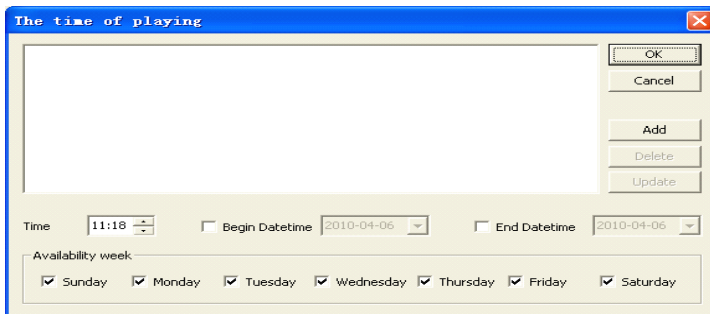 The time of playing
OK
Cancel
Add
Delete
Update
Time 11:18 Begin Datetime 2010-04-06 End Datetime 2010-04-06
Availability week
Sunday Monday Tuesday Wednesday Thursday Friday Saturday